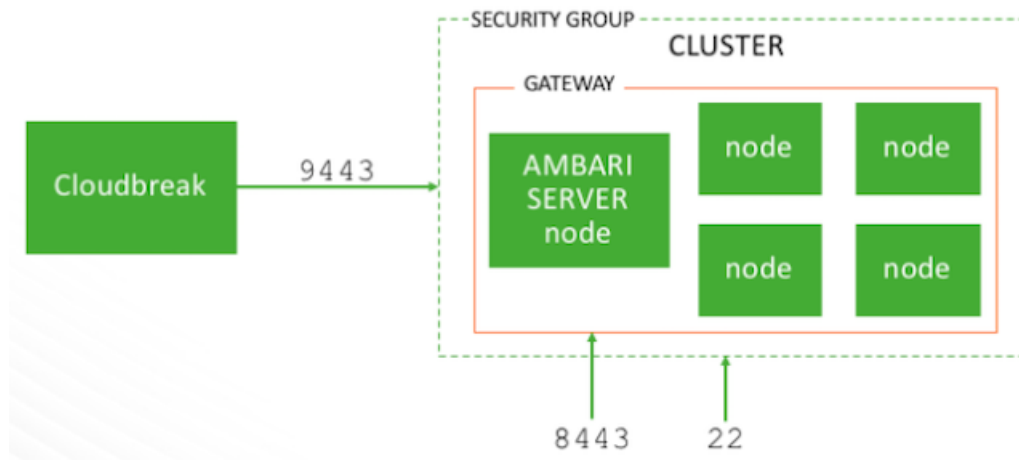 SECURITY GROUP
CLUSTER
GATEWAY
Cloudbreak
9443
AMBARI
SERVER
node
node
node
node
node
8443
22